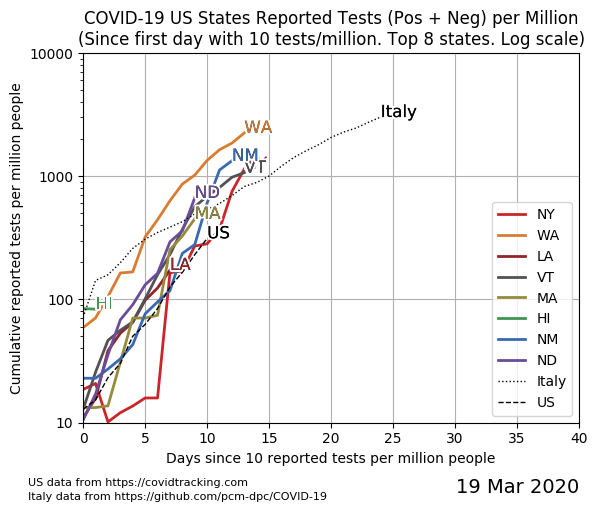 COVID-19 US States Reported Tests (Pos + Neg) per Million
(Since first day with 10 tests/million. Top 8 states. Log scale)
Cumulative reported tests per million people
10000
1000
100
10
Italy
WA
NM
VT
ND
MA
US
LA
HI
NY
WA
LA
VT
MA
HI
NM
ND
Italy
US
0 5 10 15 20 25 30 35 40
Days since 10 reported tests per million people
US data from https://covidtracking.com
Italy data from https://github.com/pcm-dpc/COVID-19
19 Mar 2020